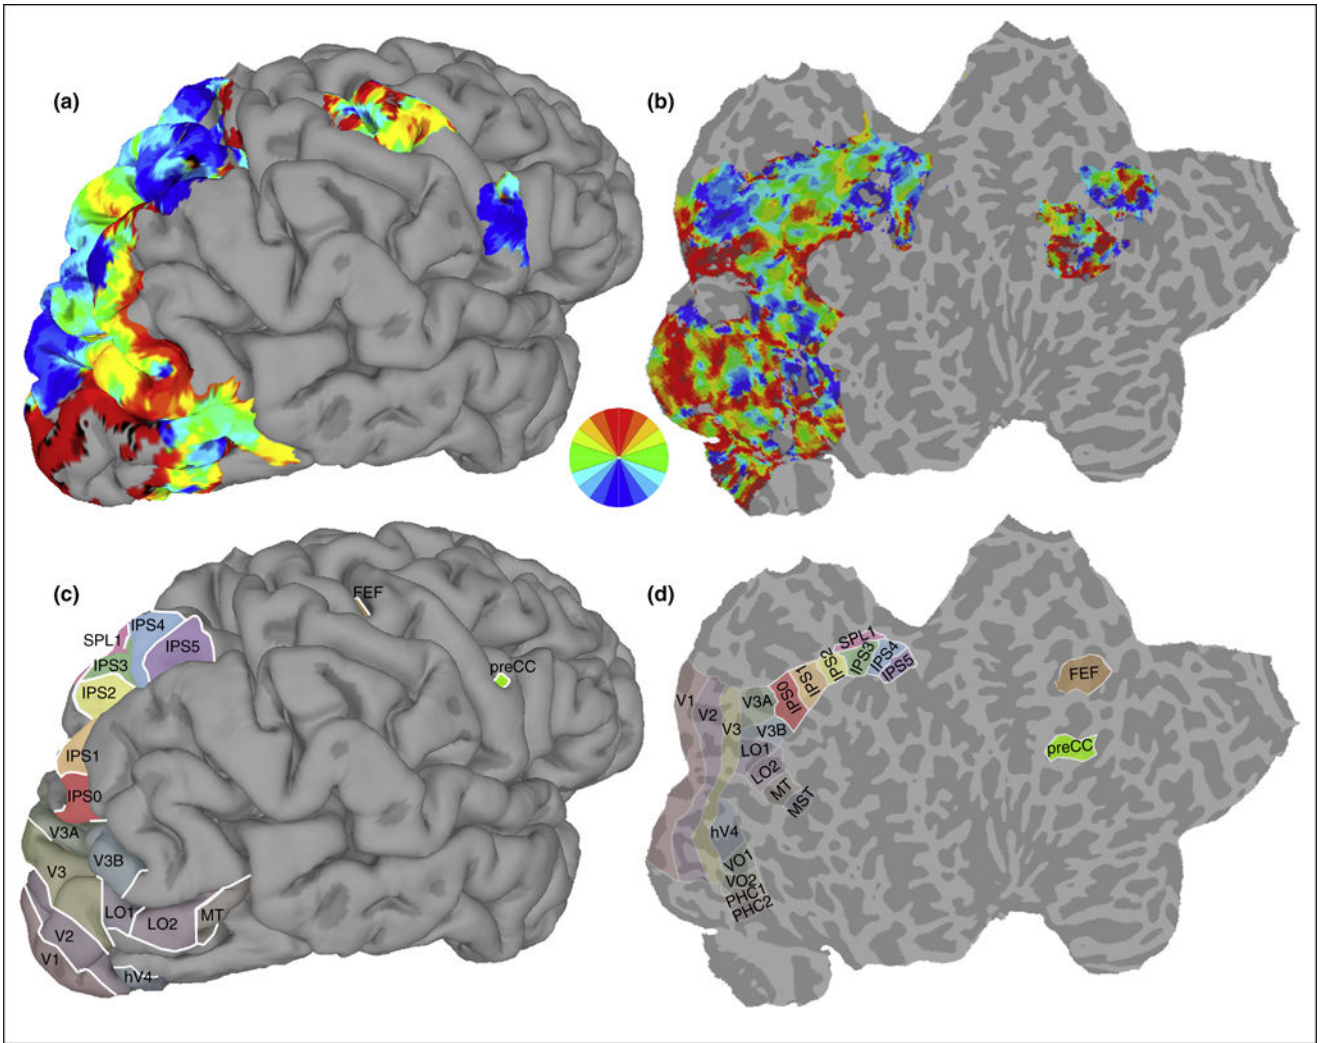 (a)
(b)
(c)
FEF
IPS4
SPL1
IPS5
IPS3
preCC
IPS2
IPS1
IPS0
V3A
V3B
V3
LO1
LO2
MT
V2
V1
hV4
(d)
SPL1
IPS2
IPS3
IPS4
IPS5
IPS1
IPS0
FEF
V1
V2
V3A
V3
V3B
LO1
preCC
LO2
MT
MST
hV4
VO1
VO2
PHC1
PHC2